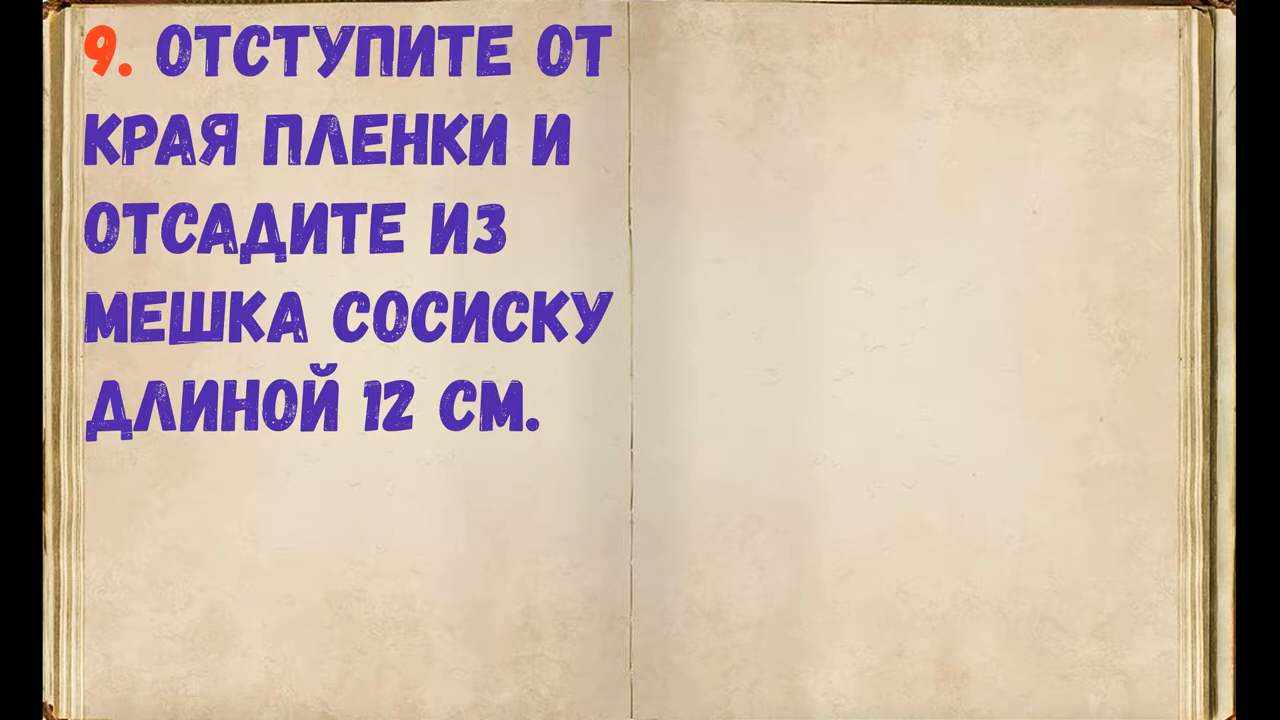 9. ОТСТУПИТЕ ОТ
КРАЯ ПЛЕНКИ И
ОТСАДИТЕ ИЗ
МЕШКА СОСИСКУ
ДЛИНОЙ 12 СМ.